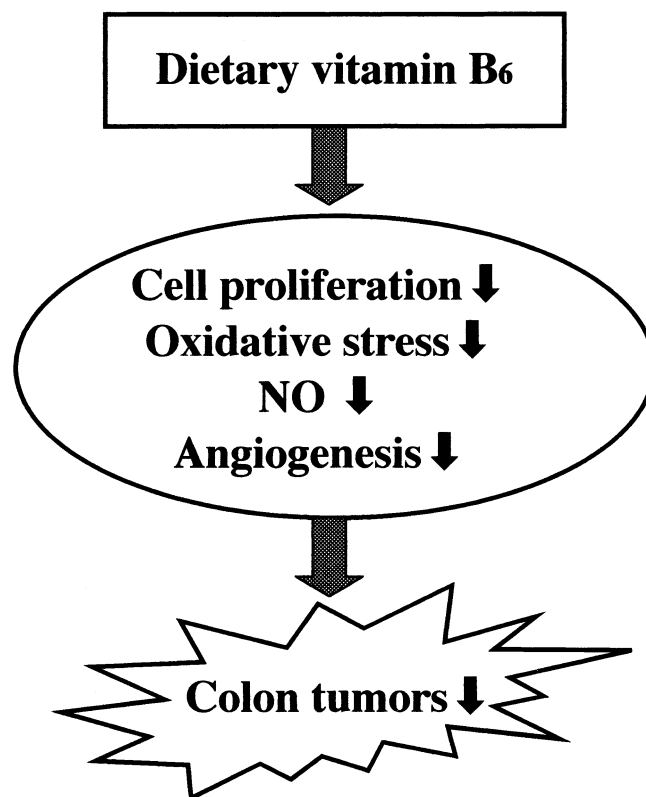 Dietary vitamin B6
Cell proliferation ⬇
Oxidative stress ⬇
NO ⬇
Angiogenesis ⬇
Colon tumors ⬇